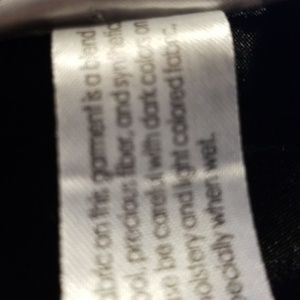 abric on this garment is a blend
ool, precious fiber, and synthetic
be careful with dark colors on
olstery and light colored fabric,
ecially when wet.